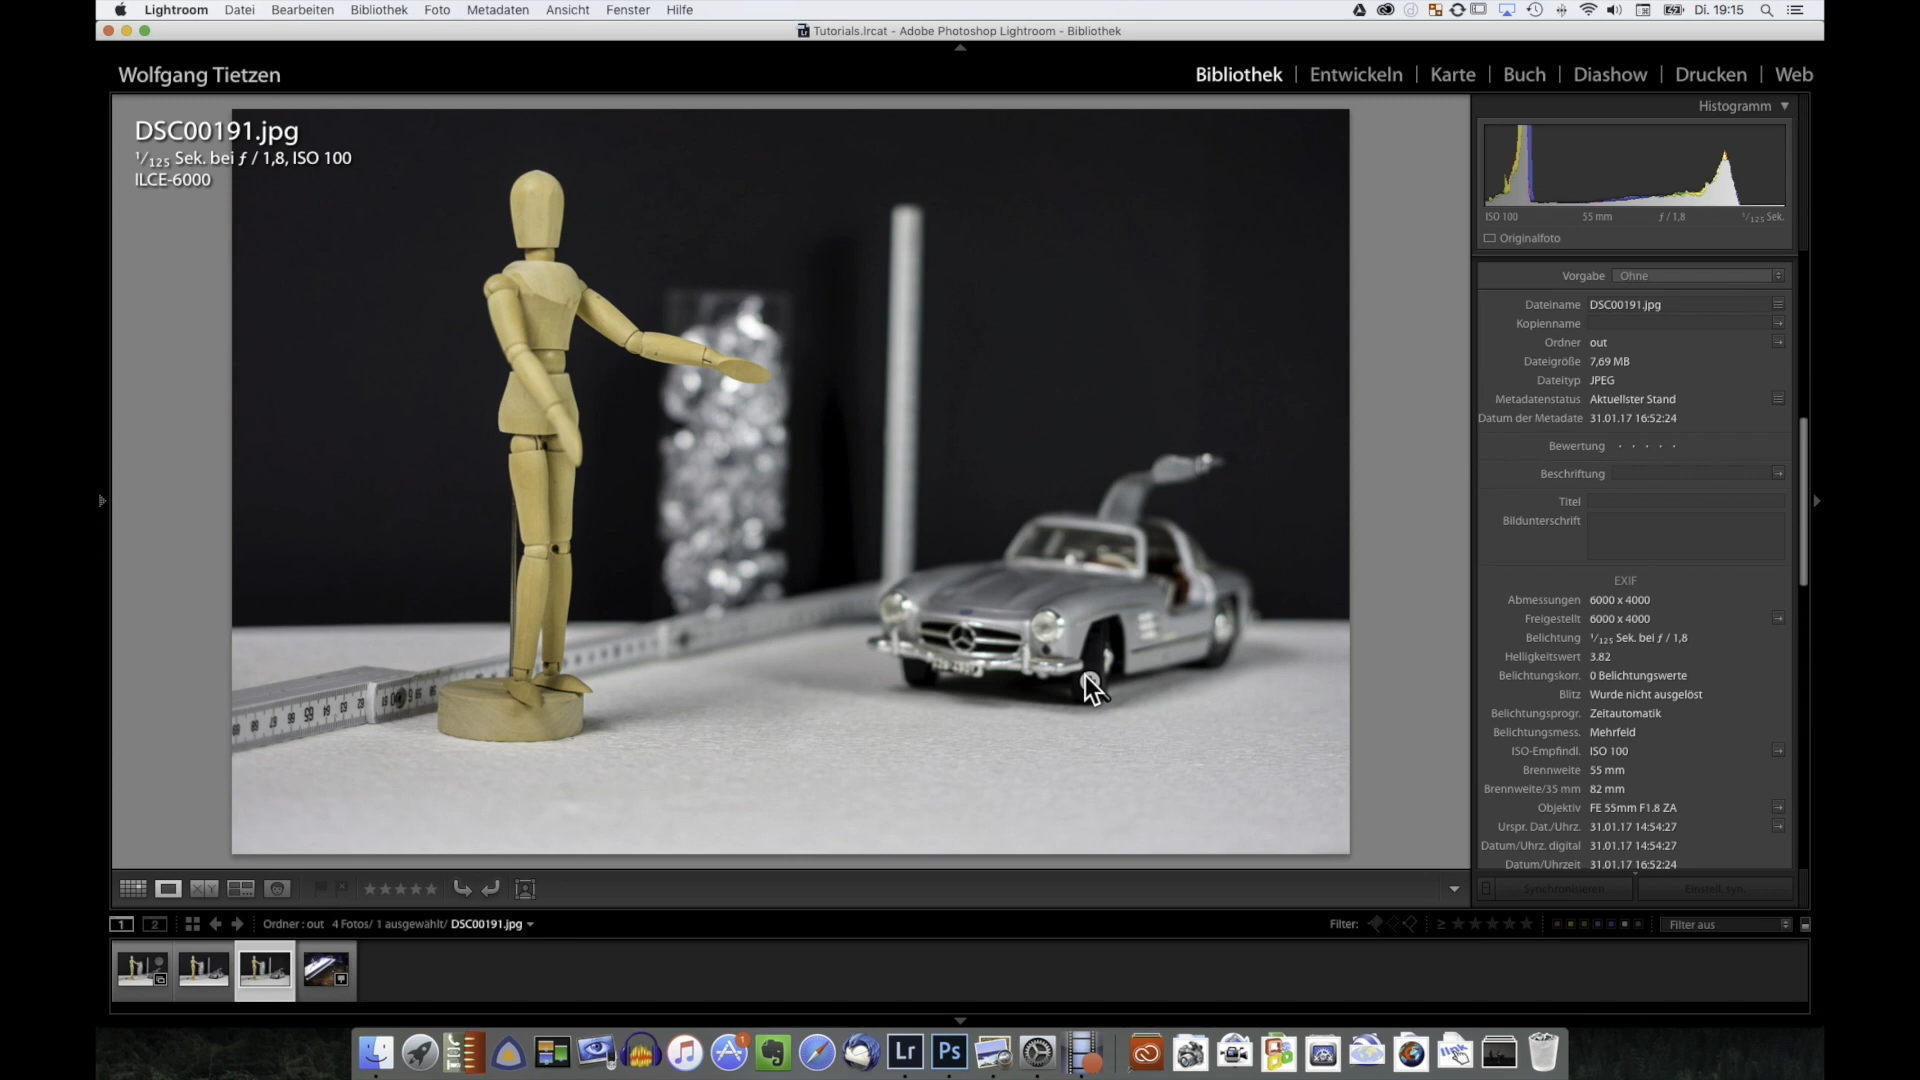 Lightroom Datei Bearbeiten Bibliothek Foto Metadaten Ansicht Fenster Hilfe Di. 19:15
Tutorials.lrcat - Adobe Photoshop Lightroom - Bibliothek
Wolfgang Tietzen Bibliothek | Entwickeln | Karte | Buch | Diashow | Drucken | Web
Histogramm
DSC00191.jpg
1/125 Sek. bei ƒ / 1,8, ISO 100
ILCE-6000
ISO 100 55 mm ƒ / 1,8 1/125 Sek.
Originalfoto
Vorgabe Ohne
Dateiname DSC00191.jpg
Kopienname
Ordner out
Dateigröße 7,69 MB
Dateityp JPEG
Metadatenstatus Aktuellster Stand
Datum der Metadate 31.01.17 16:52:24
Bewertung · · · · ·
Beschriftung
Titel
Bildunterschrift
EXIF
Abmessungen 6000 x 4000
Freigestellt 6000 x 4000
Belichtung 1/125 Sek. bei ƒ / 1,8
Helligkeitswert 3.82
Belichtungskorr. 0 Belichtungswerte
Blitz Wurde nicht ausgelöst
Belichtungsprogr. Zeitautomatik
Belichtungsmess. Mehrfeld
ISO-Empfindl. ISO 100
Brennweite 55 mm
Brennweite/35 mm 82 mm
Objektiv FE 55mm F1.8 ZA
Urspr. Dat./Uhrz. 31.01.17 14:54:27
Datum/Uhrz. digital 31.01.17 14:54:27
Datum/Uhrzeit 31.01.17 16:52:24
X Y Synchronisieren Einstell. syn.
1 2 Ordner : out 4 Fotos/ 1 ausgewählt/ DSC00191.jpg Filter: ≥ Filter aus
Lr Ps link